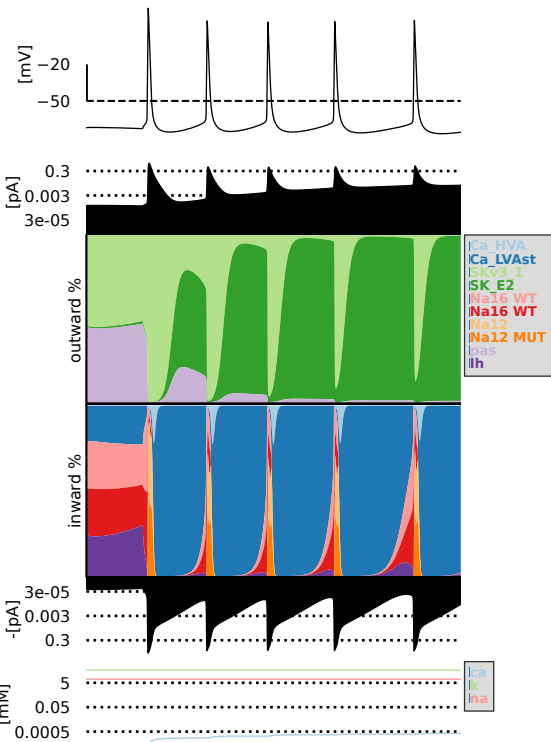 [mV]
−20
−50
[pA]
0.3
0.003
3e-05
outward %
Ca_HVA
Ca_LVAst
SKv3_1
SK_E2
Na16 WT
Na16 WT
Na12
Na12 MUT
pas
Ih
inward %
-[pA]
3e-05
0.003
0.3
[mM]
5
0.05
0.0005
ca
k
na